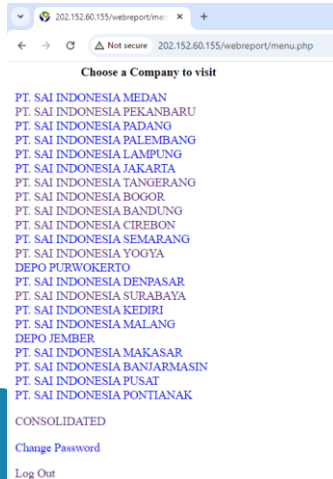 202.152.60.155/webreport/men
Not secure 202.152.60.155/webreport/menu.php
Choose a Company to visit
PT. SAI INDONESIA MEDAN
PT. SAI INDONESIA PEKANBARU
PT. SAI INDONESIA PADANG
PT. SAI INDONESIA PALEMBANG
PT. SAI INDONESIA LAMPUNG
PT. SAI INDONESIA JAKARTA
PT. SAI INDONESIA TANGERANG
PT. SAI INDONESIA BOGOR
PT. SAI INDONESIA BANDUNG
PT. SAI INDONESIA CIREBON
PT. SAI INDONESIA SEMARANG
PT. SAI INDONESIA YOGYA
DEPO PURWOKERTO
PT. SAI INDONESIA DENPASAR
PT. SAI INDONESIA SURABAYA
PT. SAI INDONESIA KEDIRI
PT. SAI INDONESIA MALANG
DEPO JEMBER
PT. SAI INDONESIA MAKASAR
PT. SAI INDONESIA BANJARMASIN
PT. SAI INDONESIA PUSAT
PT. SAI INDONESIA PONTIANAK
CONSOLIDATED
Change Password
Log Out